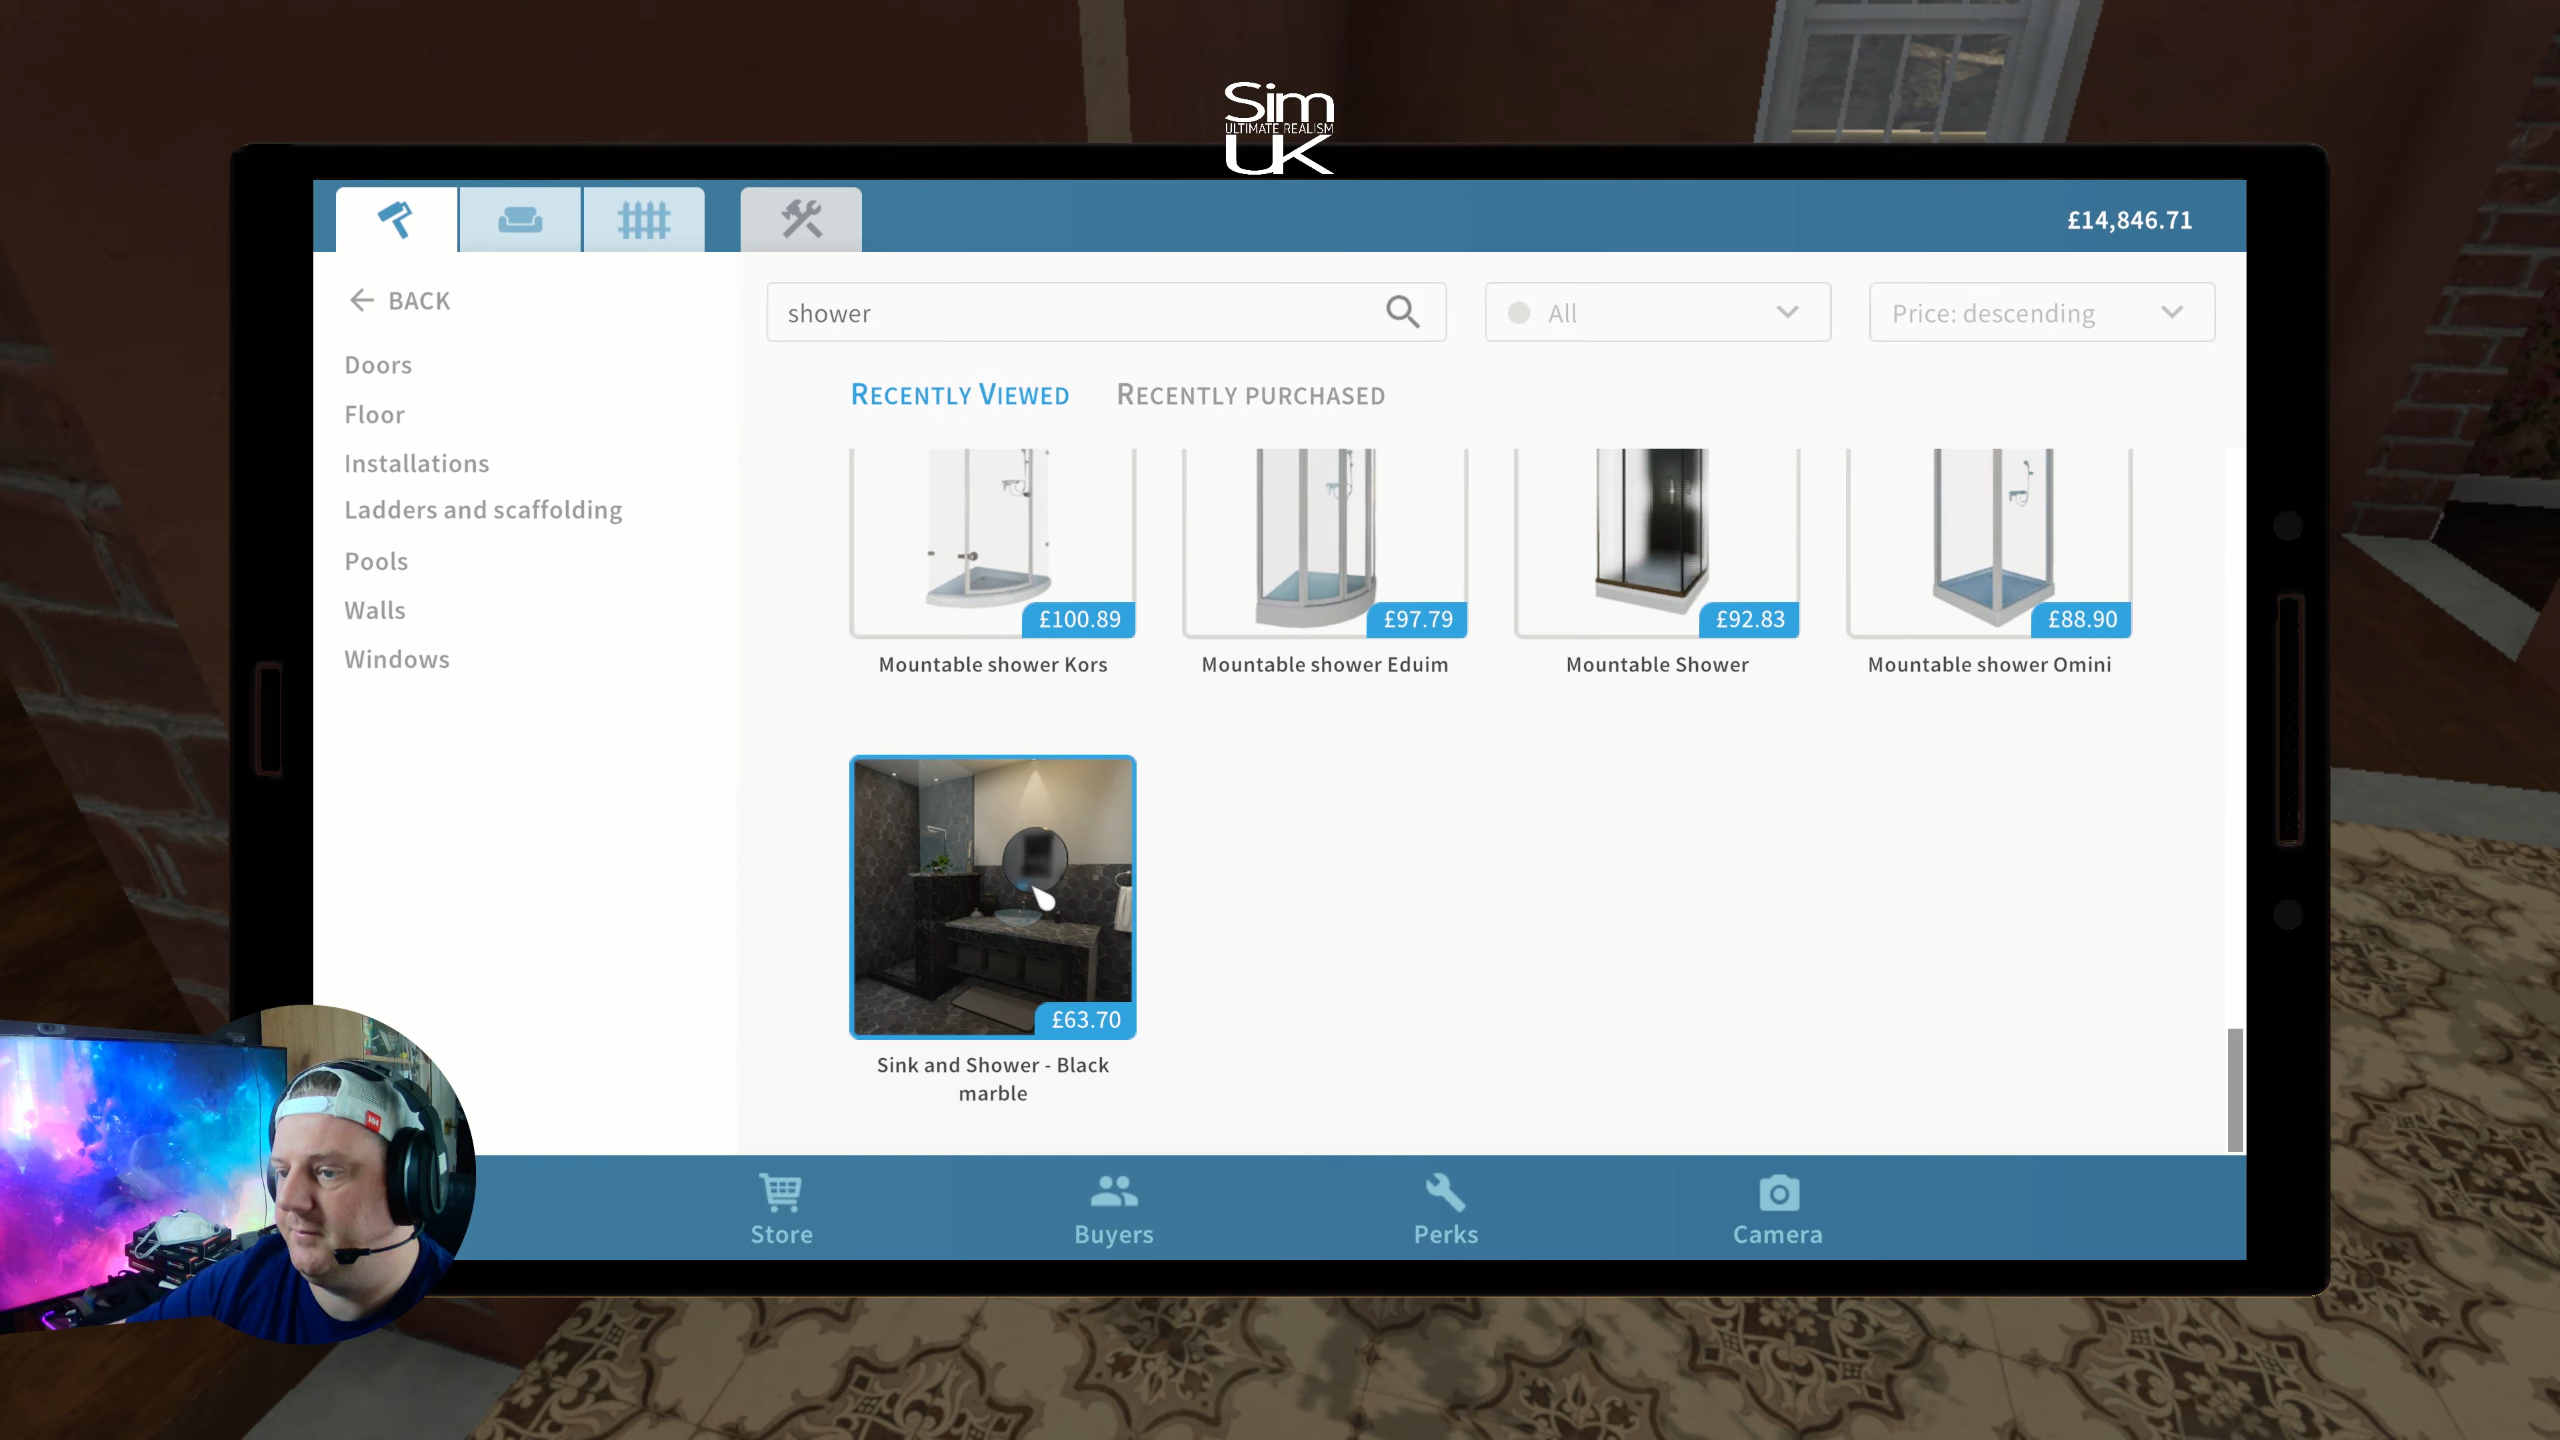 Sim
ULTIMATE REALISM
UK
£14,846.71
BACK
shower
All
Price: descending
Doors
Floor
Installations
Ladders and scaffolding
Pools
Walls
Windows
RECENTLY VIEWED
RECENTLY PURCHASED
£100.89
£97.79
£92.83
£88.90
Mountable shower Kors
Mountable shower Eduim
Mountable Shower
Mountable shower Omini
£63.70
Sink and Shower - Black
marble
HH
Store
Buyers
Perks
Camera